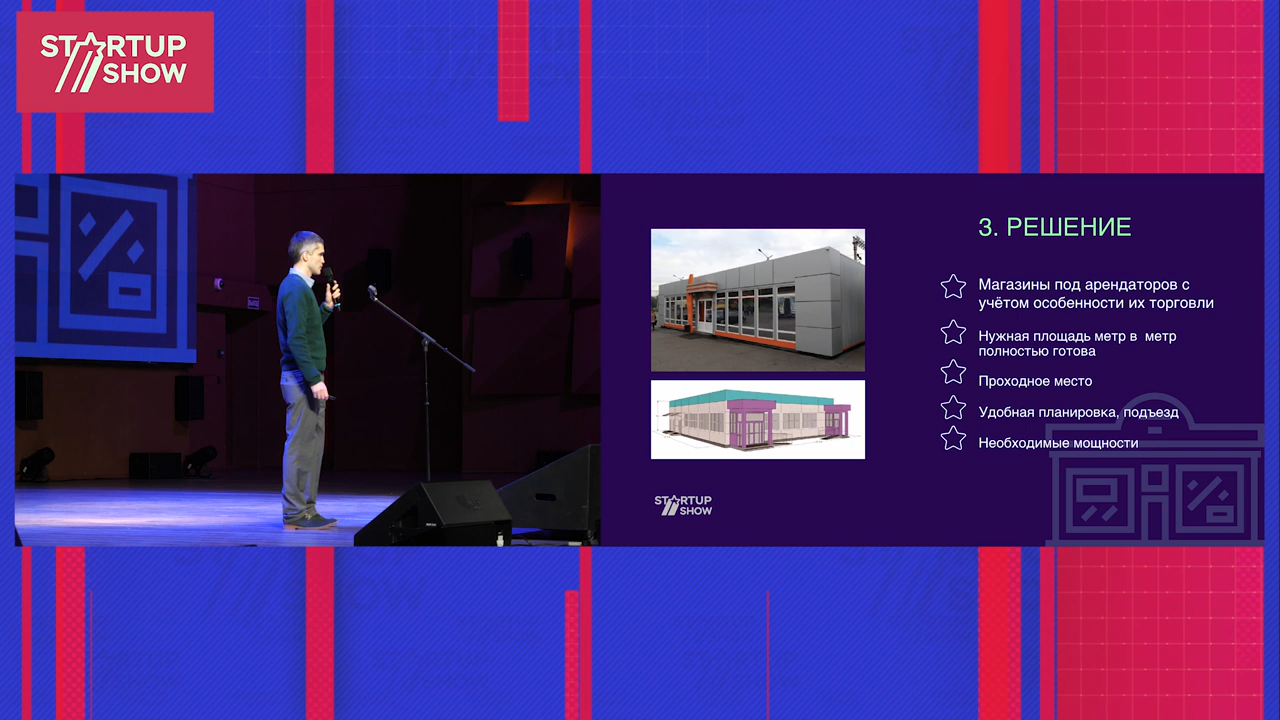 STARTUP
SHOW
3. РЕШЕНИЕ
Магазины под арендаторов с
учётом особенности их торговли
Нужная площадь метр в  метр
полностью готова
Проходное место
Удобная планировка, подъезд
Необходимые мощности
STARTUP
SHOW